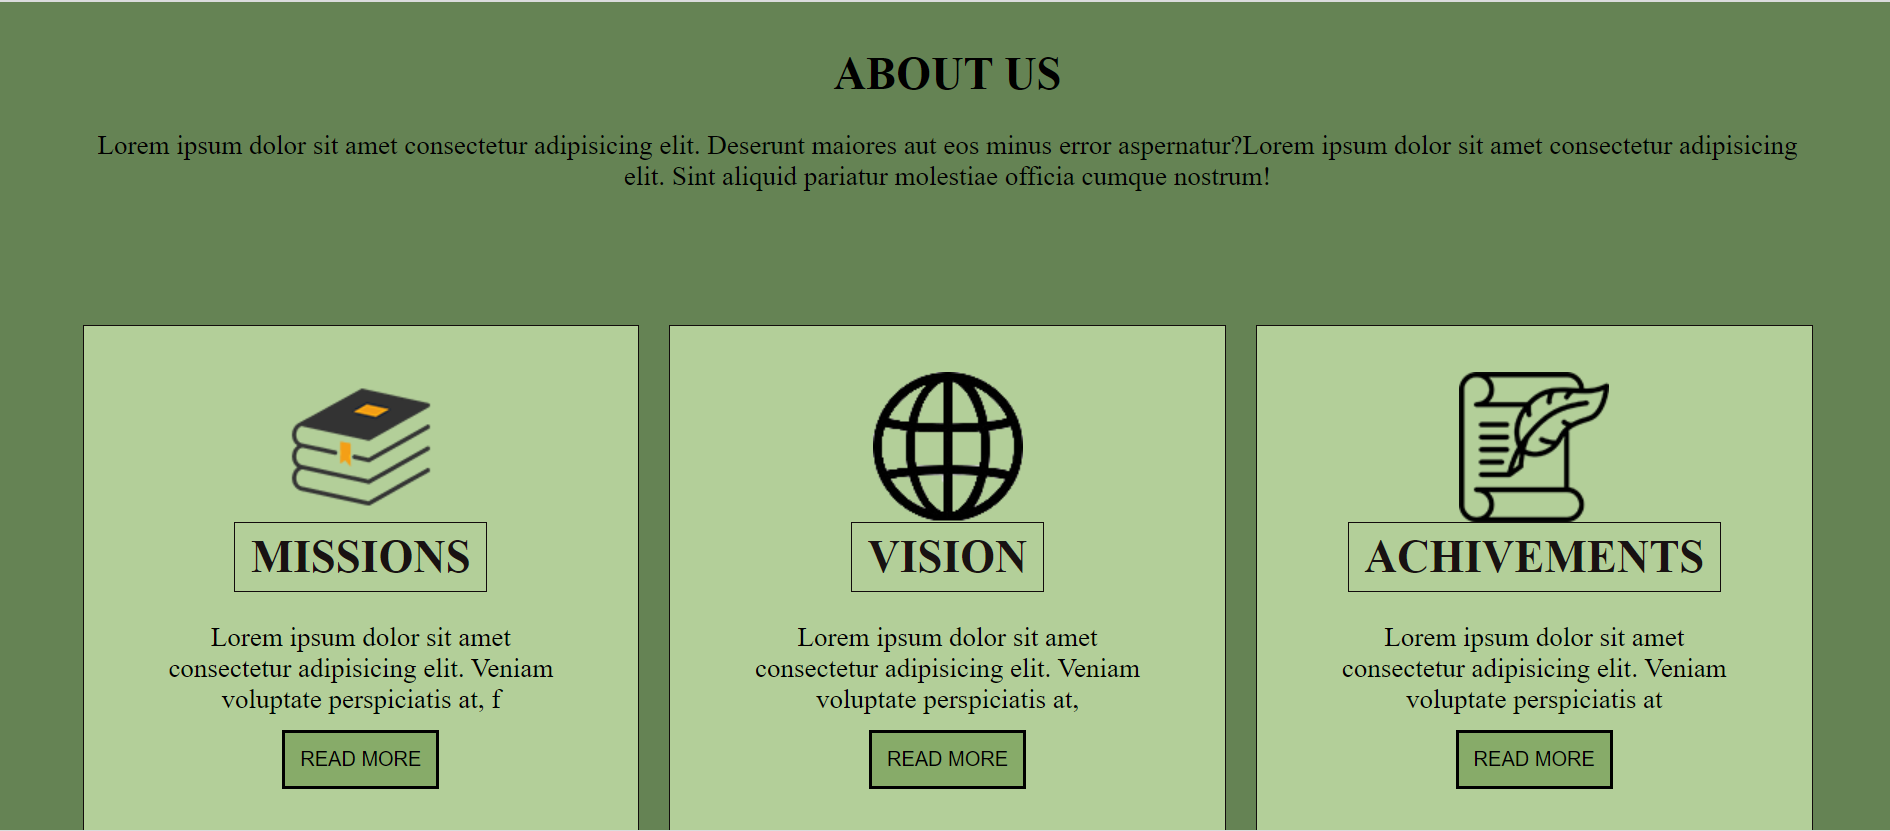 ABOUT US
Lorem ipsum dolor sit amet consectetur adipisicing elit. Deserunt maiores aut eos minus error aspernatur?Lorem ipsum dolor sit amet consectetur adipisicing
elit. Sint aliquid pariatur molestiae officia cumque nostrum!
MISSIONS
Lorem ipsum dolor sit amet
consectetur adipisicing elit. Veniam
voluptate perspiciatis at, f
READ MORE
VISION
Lorem ipsum dolor sit amet
consectetur adipisicing elit. Veniam
voluptate perspiciatis at,
READ MORE
ACHIVEMENTS
Lorem ipsum dolor sit amet
consectetur adipisicing elit. Veniam
voluptate perspiciatis at
READ MORE